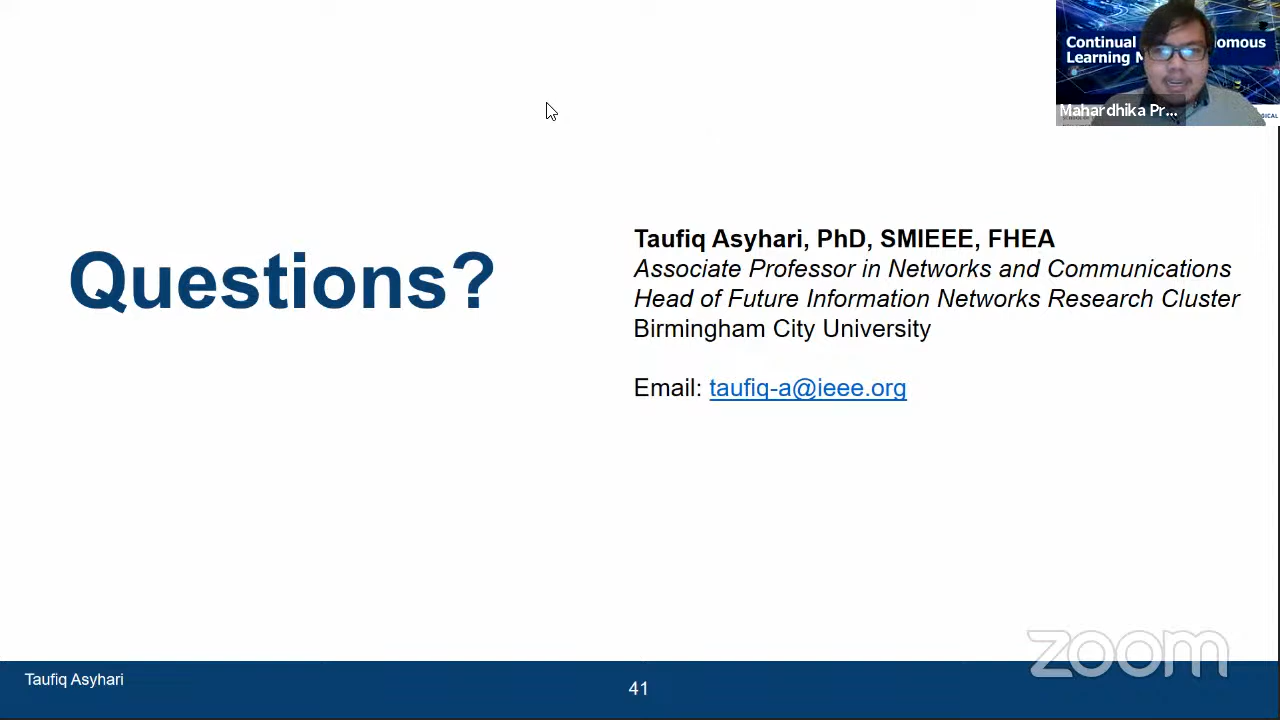 Continual
nomous
Learning
Mahardhika Pr...
Questions?
Taufiq Asyhari, PhD, SMIEEE, FHEA
Associate Professor in Networks and Communications
Head of Future Information Networks Research Cluster
Birmingham City University
Email: taufiq-a@ieee.org
zoom
Taufiq Asyhari
41